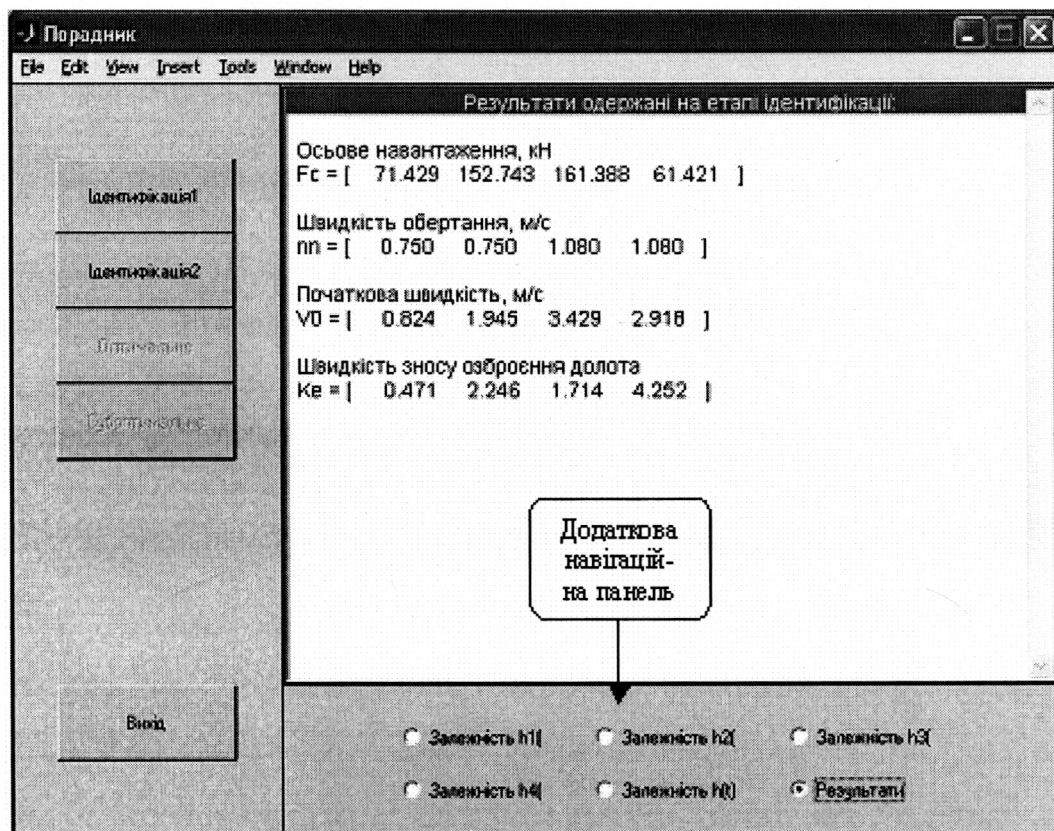 Порадник
File Edit View Insert Tools Window Help
Результати одержані на етапі ідентифікації:
Осьове навантаження, кН
Fc = [ 71.429 152.743 161.388 61.421 ]
Швидкість обертання, м/с
nn = [ 0.750 0.750 1.080 1.080 ]
Початкова швидкість, м/с
V0 = [ 0.824 1.945 3.429 2.918 ]
Швидкість зносу озброєння долота
Ke = [ 0.471 2.246 1.714 4.252 ]
Ідентифікація1
Ідентифікація2
Оптимальне
Субоптимальне
Вихід
Додаткова
навігацій-
на панель
Залежність h1( Залежність h2( Залежність h3(
Залежність h4( Залежність h(t) Результати